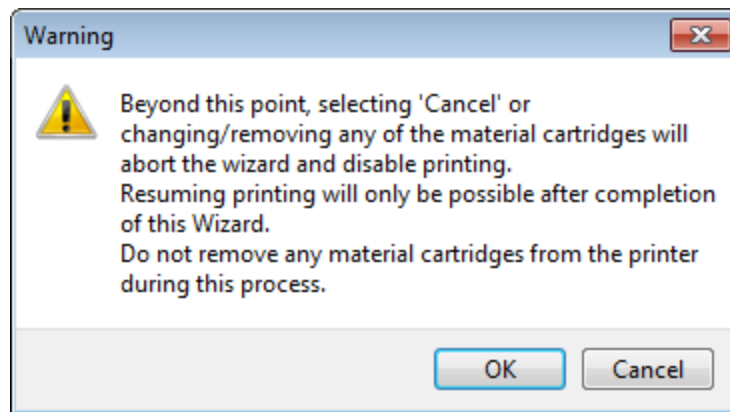 Warning
Beyond this point, selecting 'Cancel' or
changing/removing any of the material cartridges will
abort the wizard and disable printing.
Resuming printing will only be possible after completion
of this Wizard.
Do not remove any material cartridges from the printer
during this process.
OK
Cancel